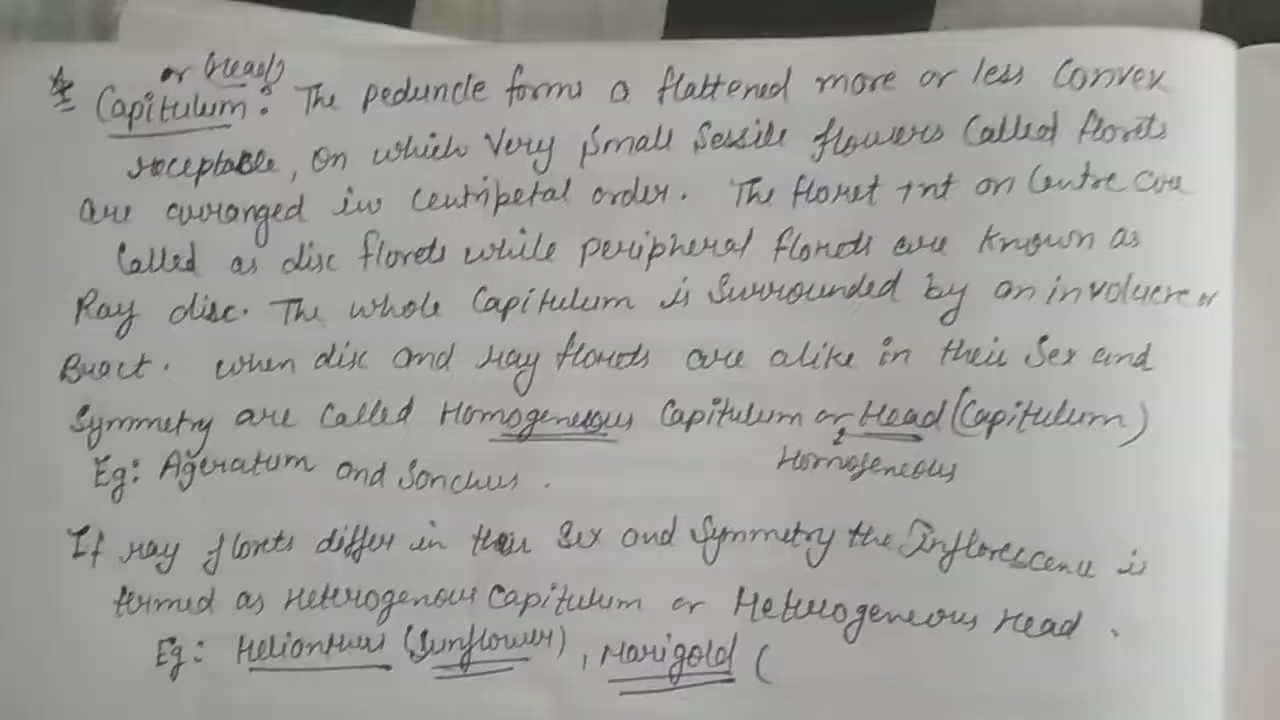 or (Head)
* Capitulum: The peduncle forms a flattened more or less convex
receptable, on which very small sessile flowers called florets
are arranged in centripetal order. The floret +nt on centre are
called as disc florets while peripheral florets are known as
Ray disc. The whole capitulum is surrounded by an involucre or
Bract. when disc and ray florets are alike in their sex and
symmetry are called Homogeneous capitulum or Head (Capitulum)
Homogeneous
Eg: Ageratum and Sonchus.
If ray florets differ in their sex and symmetry the Inflorescence is
termed as Heterogenous capitulum or Heterogeneous Head.
Eg: Helianthus (Sunflower), Marigold (